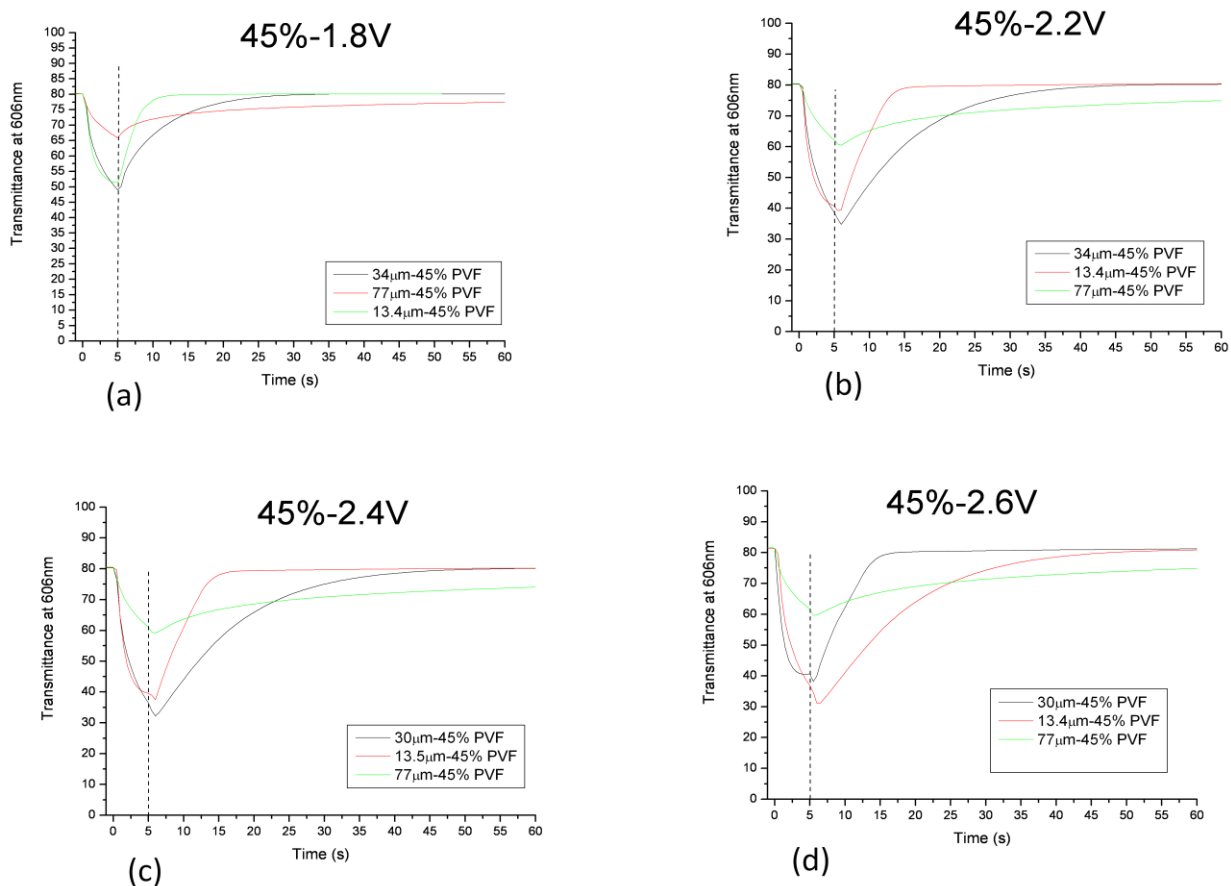 45%-1.8V
100
95
90
85
80
75
70
65
60
55
50
45
40
35
30
25
20
15
10
5
0
Transmittance at 606nm
34μm-45% PVF
77μm-45% PVF
13.4μm-45% PVF
0 5 10 15 20 25 30 35 40 45 50 55 60
Time (s)
(a)
45%-2.2V
100
90
80
70
60
50
40
30
20
10
0
Transmittance at 606nm
34μm-45% PVF
13.4μm-45% PVF
77μm-45% PVF
0 5 10 15 20 25 30 35 40 45 50 55 60
Time (s)
(b)
45%-2.4V
100
90
80
70
60
50
40
30
20
10
0
Transmittance at 606nm
30μm-45% PVF
13.5μm-45% PVF
77μm-45% PVF
0 5 10 15 20 25 30 35 40 45 50 55 60
Time (s)
(c)
45%-2.6V
100
90
80
70
60
50
40
30
20
10
0
Transmittance at 606nm
30μm-45% PVF
13.4μm-45% PVF
77μm-45% PVF
0 5 10 15 20 25 30 35 40 45 50 55 60
Time (s)
(d)